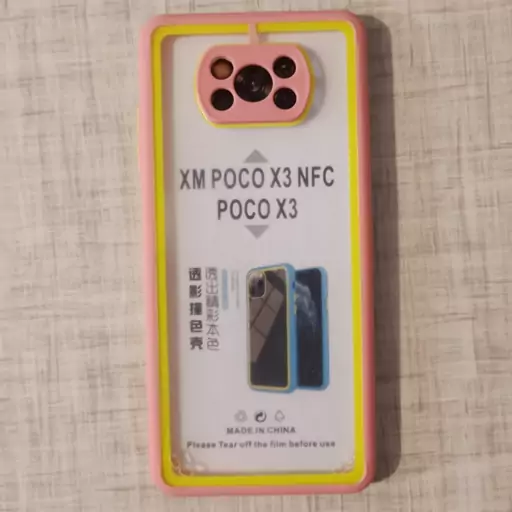 XM POCO X3 NFC
POCO X3
透影撞色壳
透出精彩本色
MADE IN CHINA
Please Tear off the film before use